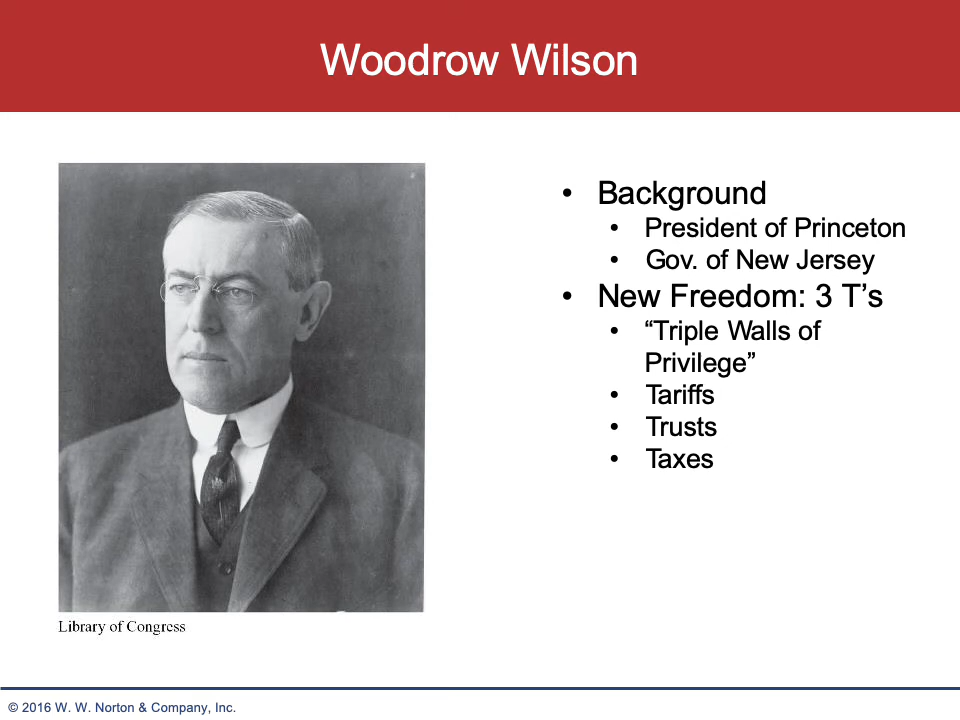 Woodrow Wilson
• Background
• President of Princeton
• Gov. of New Jersey
• New Freedom: 3 T’s
• “Triple Walls of
Privilege”
• Tariffs
• Trusts
• Taxes
Library of Congress
© 2016 W. W. Norton & Company, Inc.